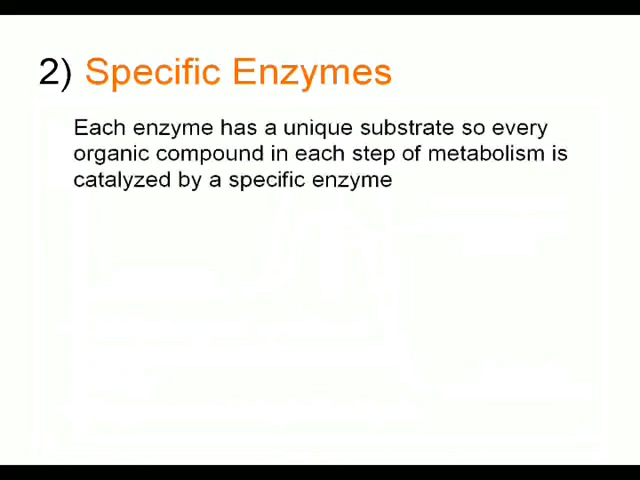 2) Specific Enzymes
Each enzyme has a unique substrate so every
organic compound in each step of metabolism is
catalyzed by a specific enzyme